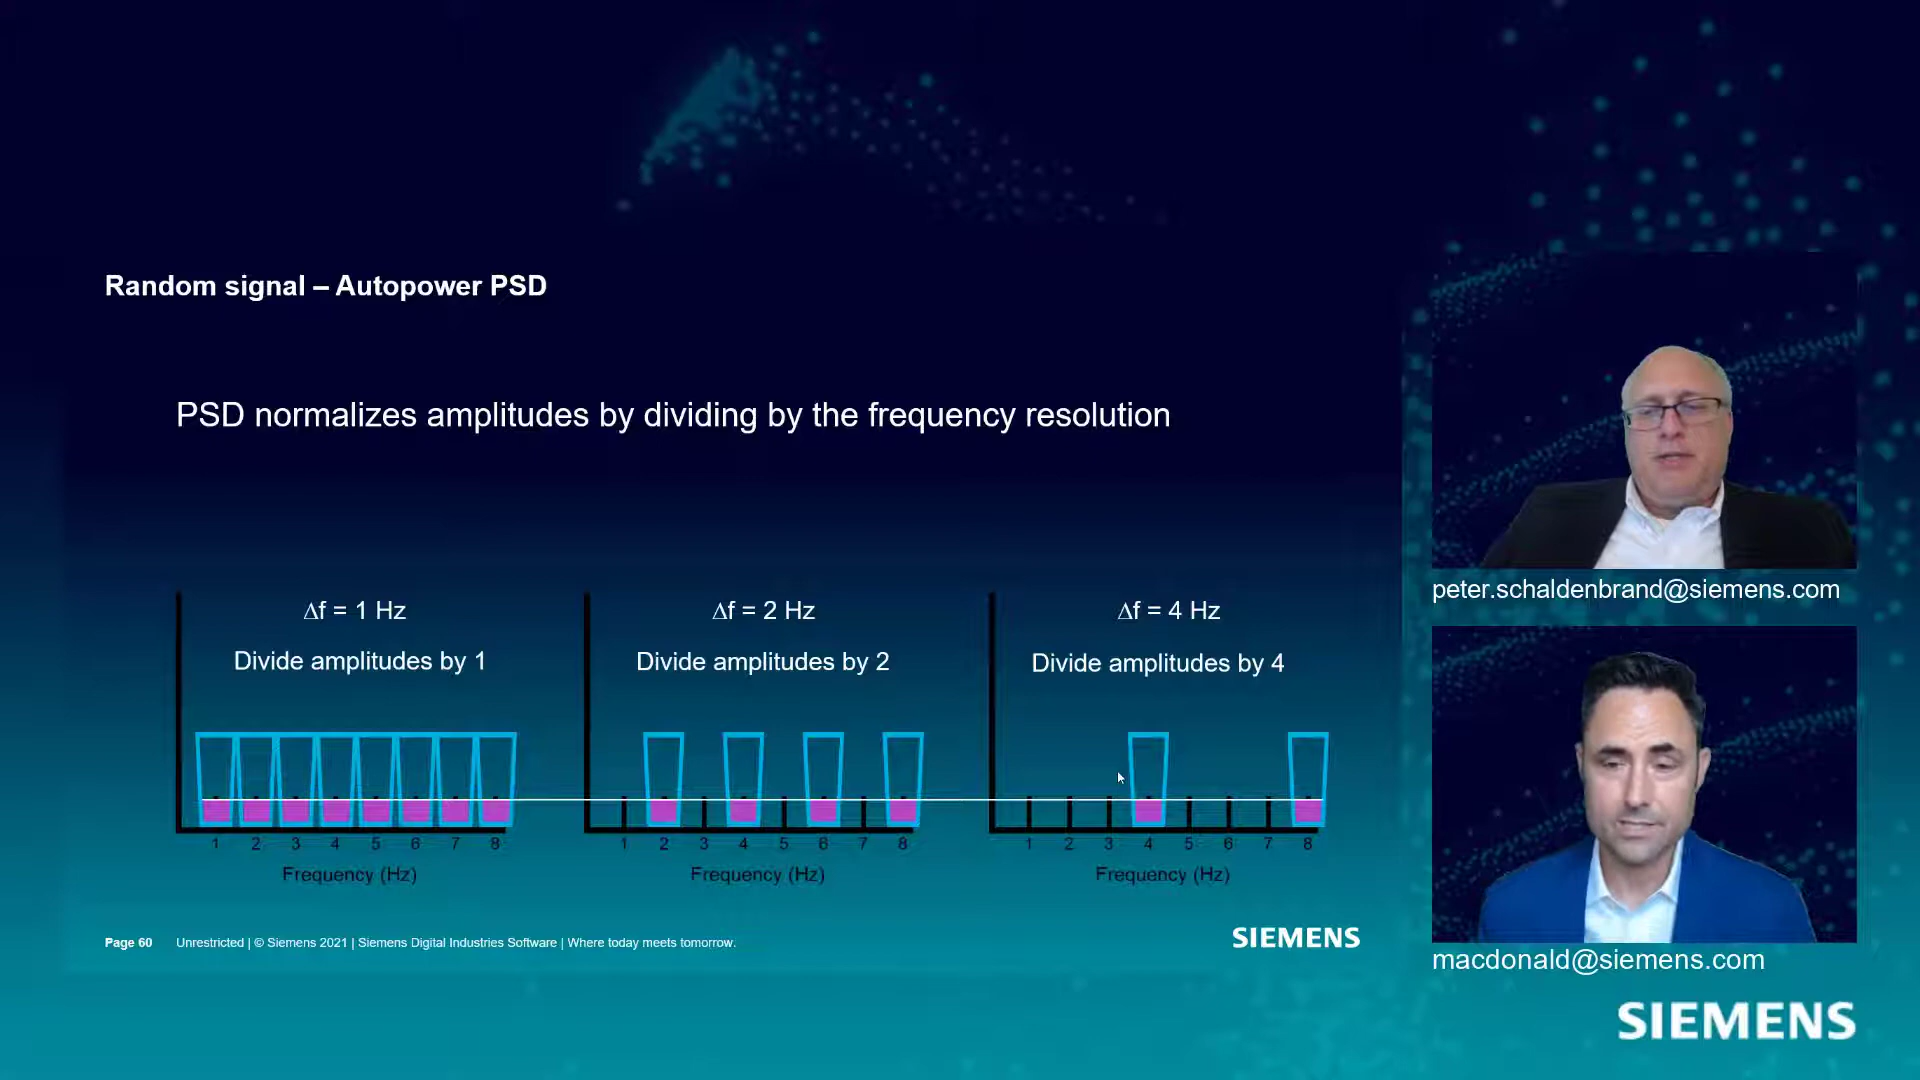 Random signal – Autopower PSD
PSD normalizes amplitudes by dividing by the frequency resolution
∆f = 1 Hz
Divide amplitudes by 1
1 2 3 4 5 6 7 8
Frequency (Hz)
∆f = 2 Hz
Divide amplitudes by 2
1 2 3 4 5 6 7 8
Frequency (Hz)
∆f = 4 Hz
Divide amplitudes by 4
1 2 3 4 5 6 7 8
Frequency (Hz)
Page 60 Unrestricted | © Siemens 2021 | Siemens Digital Industries Software | Where today meets tomorrow.
SIEMENS
peter.schaldenbrand@siemens.com
macdonald@siemens.com
SIEMENS